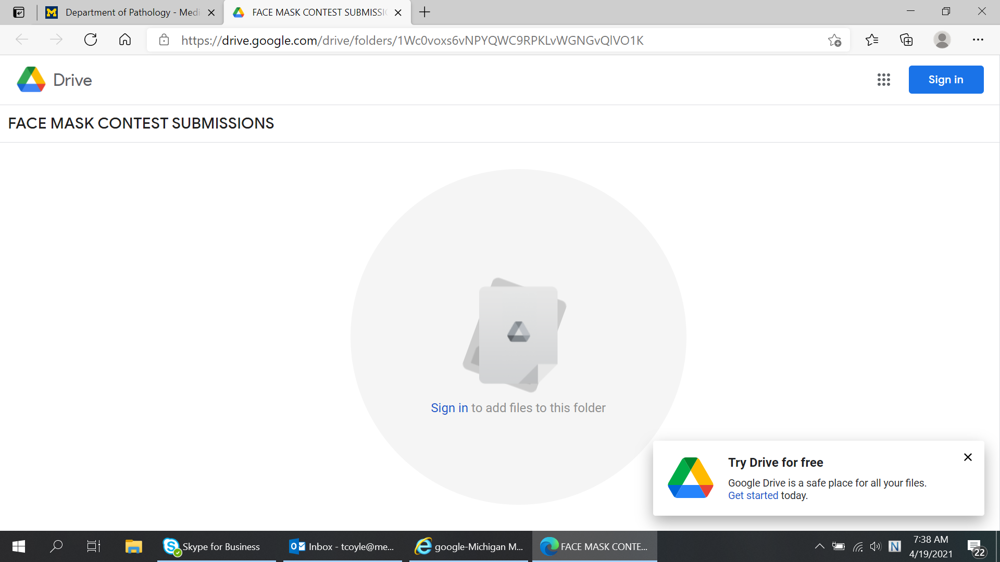 Department of Pathology - Medi
FACE MASK CONTEST SUBMISSI
https://drive.google.com/drive/folders/1Wc0voxs6vNPYQWC9RPKLvWGNGvQlVO1K
Drive
Sign in
FACE MASK CONTEST SUBMISSIONS
Sign in to add files to this folder
Try Drive for free
Google Drive is a safe place for all your files.
Get started today.
Skype for Business
Inbox - tcoyle@me...
google-Michigan M...
FACE MASK CONTE...
N
7:38 AM
4/19/2021
22